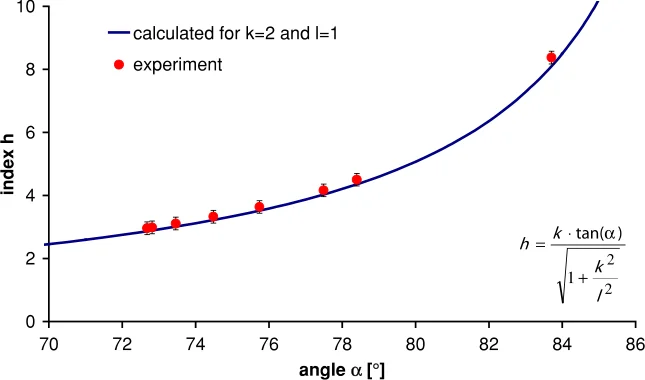 10
8
6
4
2
0
index h
calculated for k=2 and l=1
experiment
h = k · tan(α) / √(1 + k² / l²)
70 72 74 76 78 80 82 84 86
angle α [°]